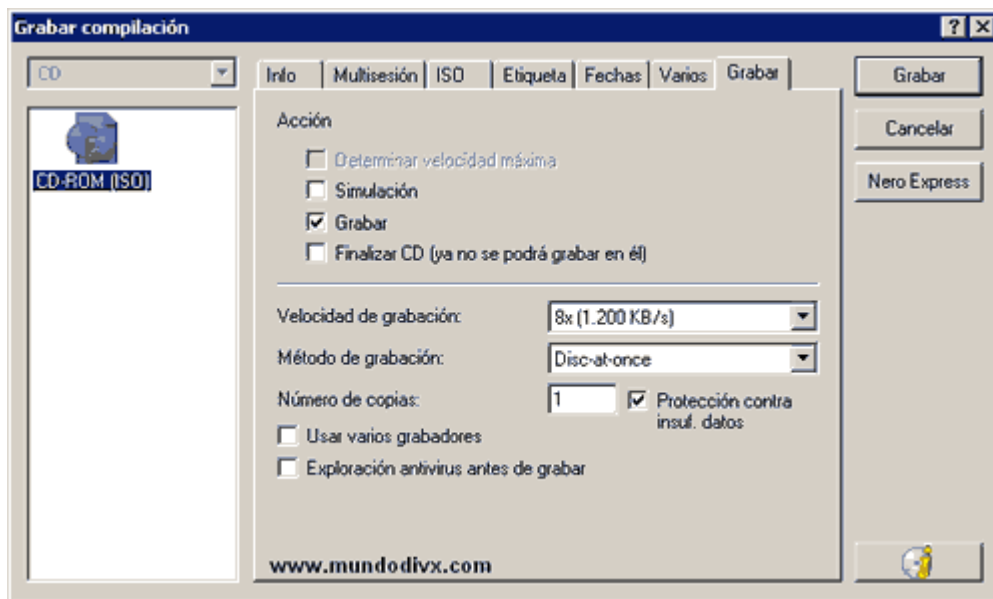 Grabar compilación
CD
CD-ROM (ISO)
Info Multisesión ISO Etiqueta Fechas Varios Grabar
Acción
Determinar velocidad máxima
Simulación
Grabar
Finalizar CD (ya no se podrá grabar en él)
Velocidad de grabación: 8x (1.200 KB/s)
Método de grabación: Disc-at-once
Número de copias: 1 Protección contra
insuf. datos
Usar varios grabadores
Exploración antivirus antes de grabar
www.mundodivx.com
Grabar
Cancelar
Nero Express